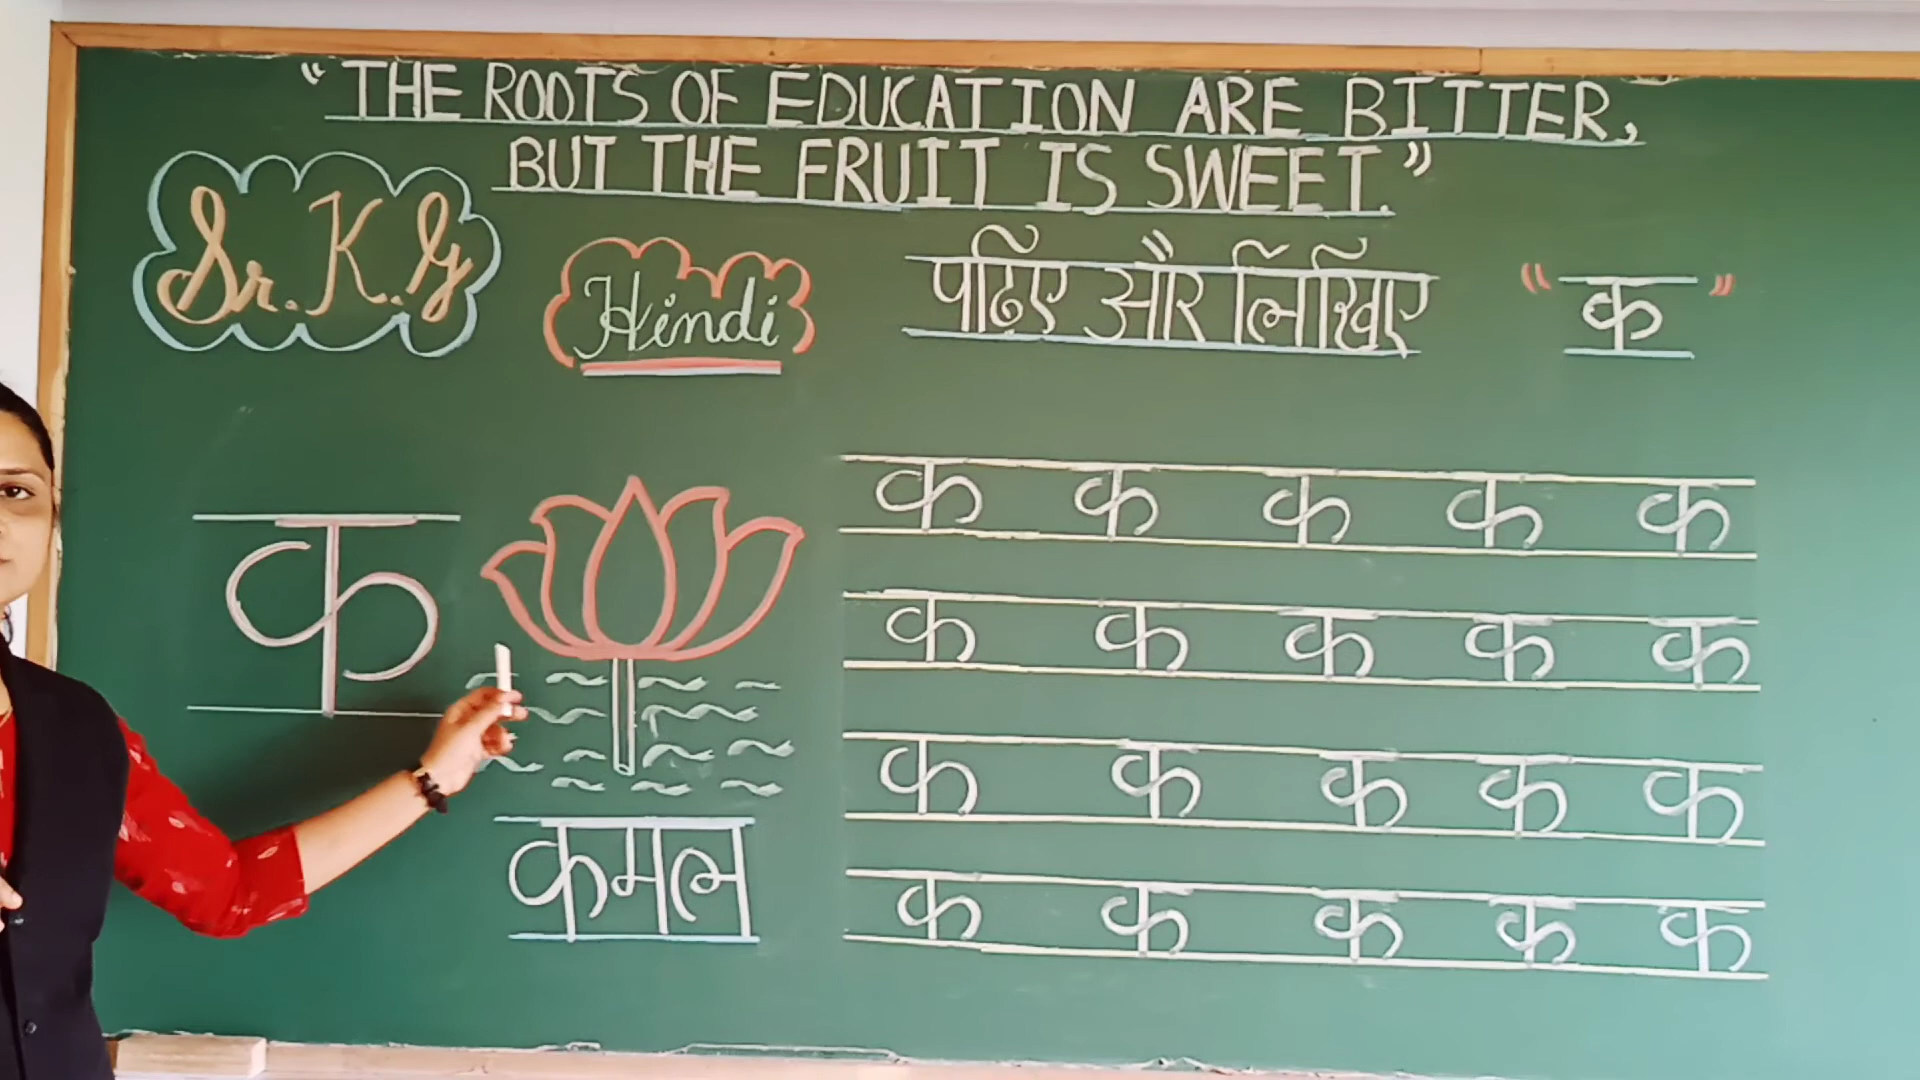 “THE ROOTS OF EDUCATION ARE BITTER,
BUT THE FRUIT IS SWEET.”
Sr. K.G
Hindi
पढिए और लिखिए “क”
क
कमल
क क क क क
क क क क क
क क क क क
क क क क क